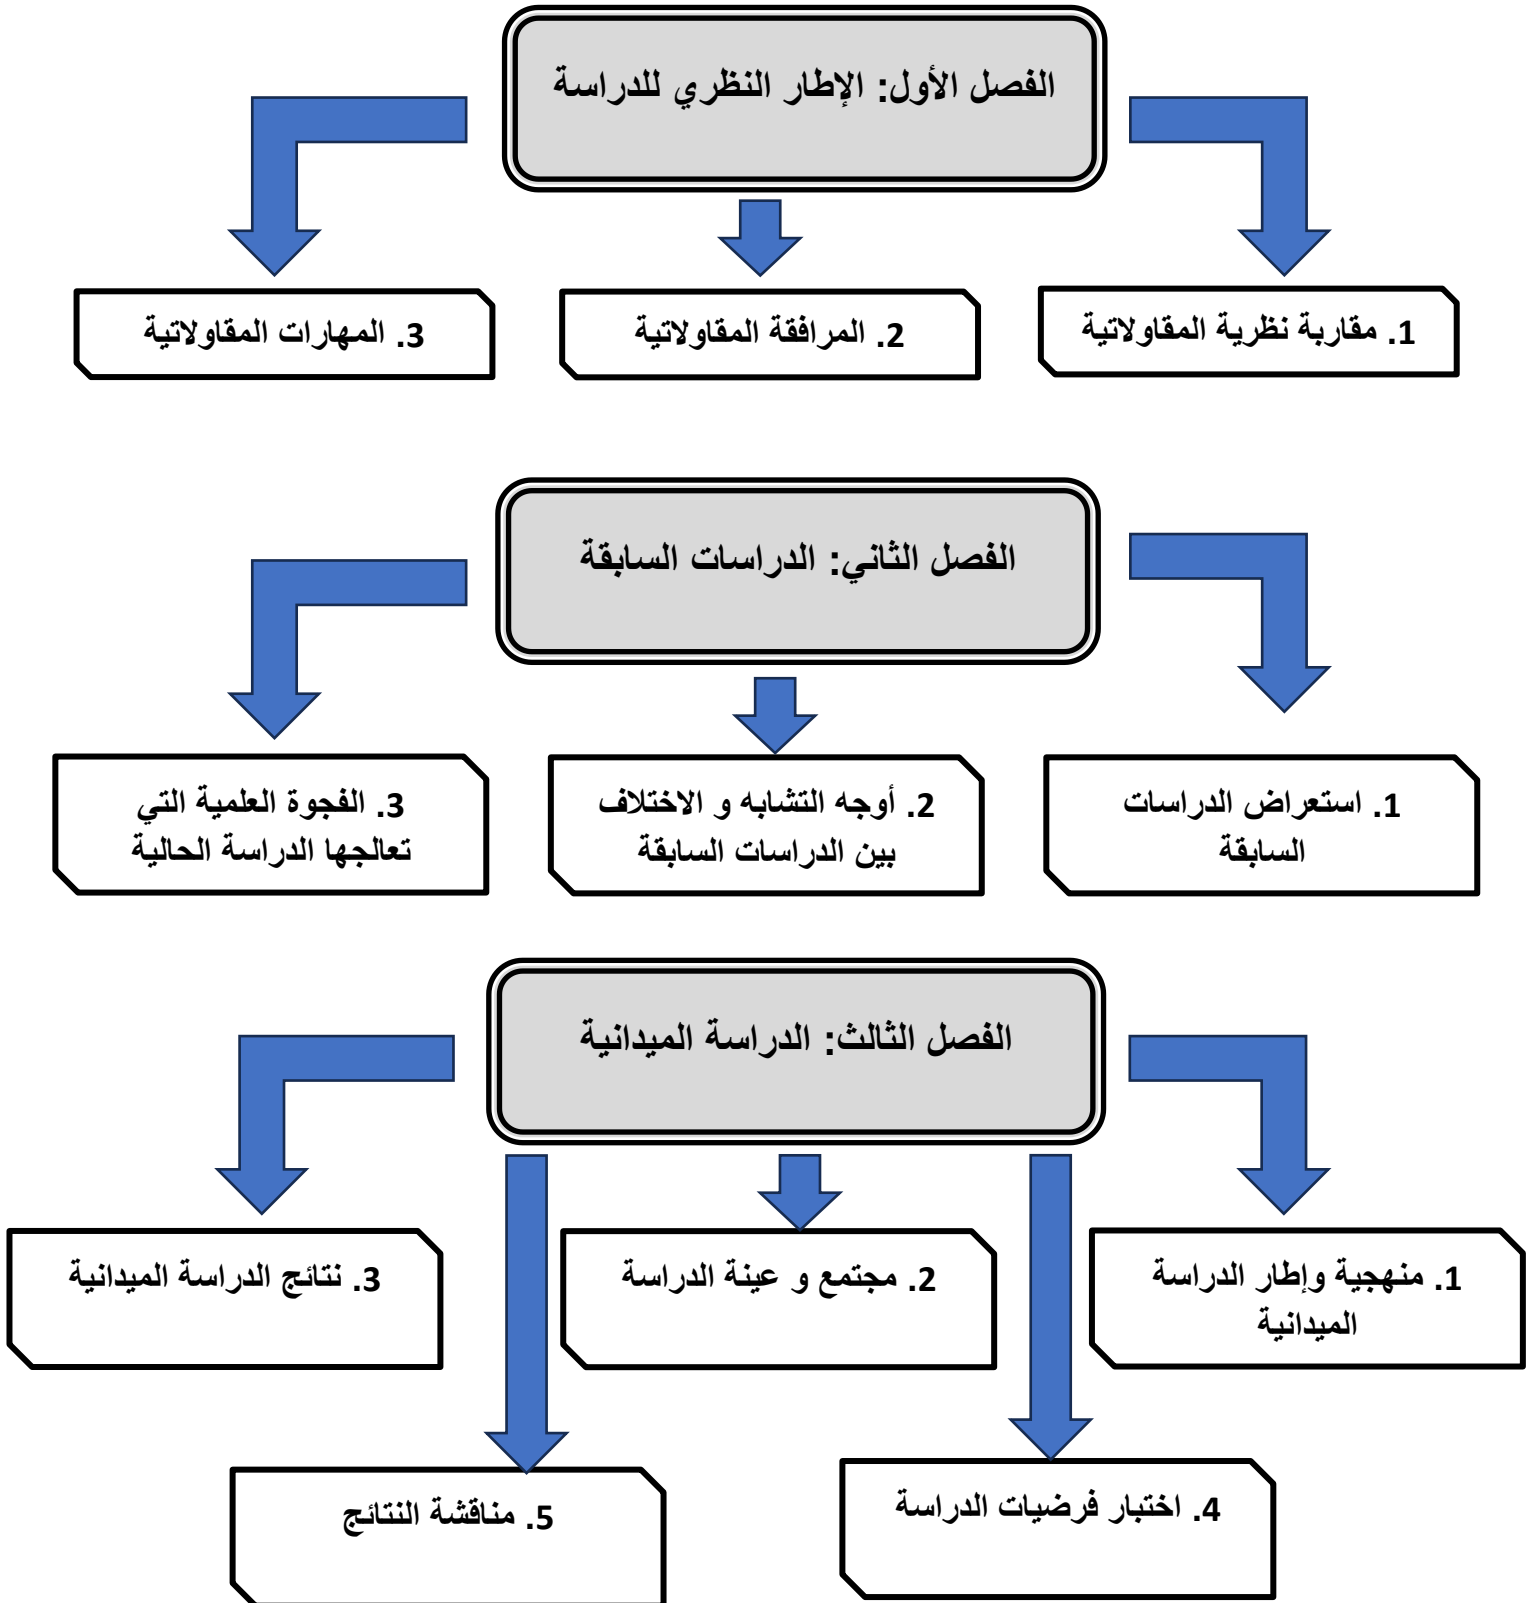 الفصل الأول: الإطار النظري للدراسة
1. مقاربة نظرية المقاولاتية
2. المرافقة المقاولاتية
3. المهارات المقاولاتية
الفصل الثاني: الدراسات السابقة
1. استعراض الدراسات
السابقة
2. أوجه التشابه و الاختلاف
بين الدراسات السابقة
3. الفجوة العلمية التي
تعالجها الدراسة الحالية
الفصل الثالث: الدراسة الميدانية
1. منهجية وإطار الدراسة
الميدانية
2. مجتمع و عينة الدراسة
3. نتائج الدراسة الميدانية
4. اختبار فرضيات الدراسة
5. مناقشة النتائج